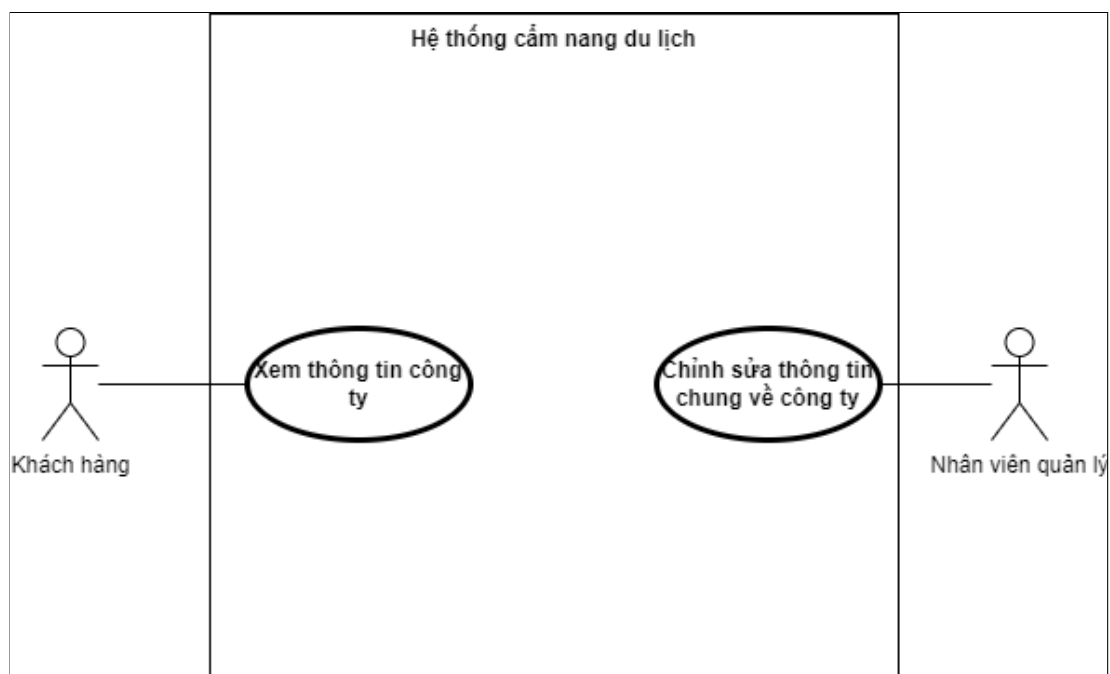 Hệ thống cẩm nang du lịch
Xem thông tin công
ty
Chỉnh sửa thông tin
chung về công ty
Khách hàng
Nhân viên quản lý